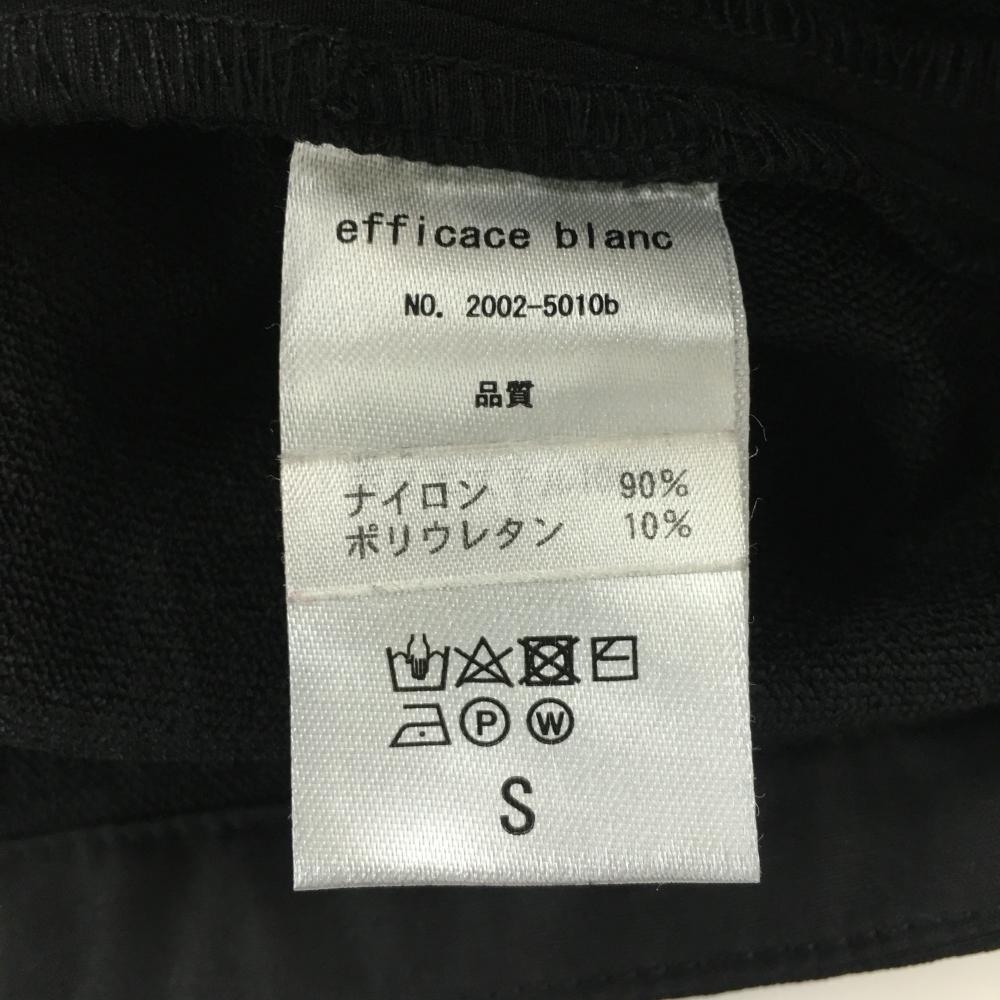 efficace blanc
NO. 2002-5010b
品質
ナイロン 90%
ポリウレタン 10%
P W
S